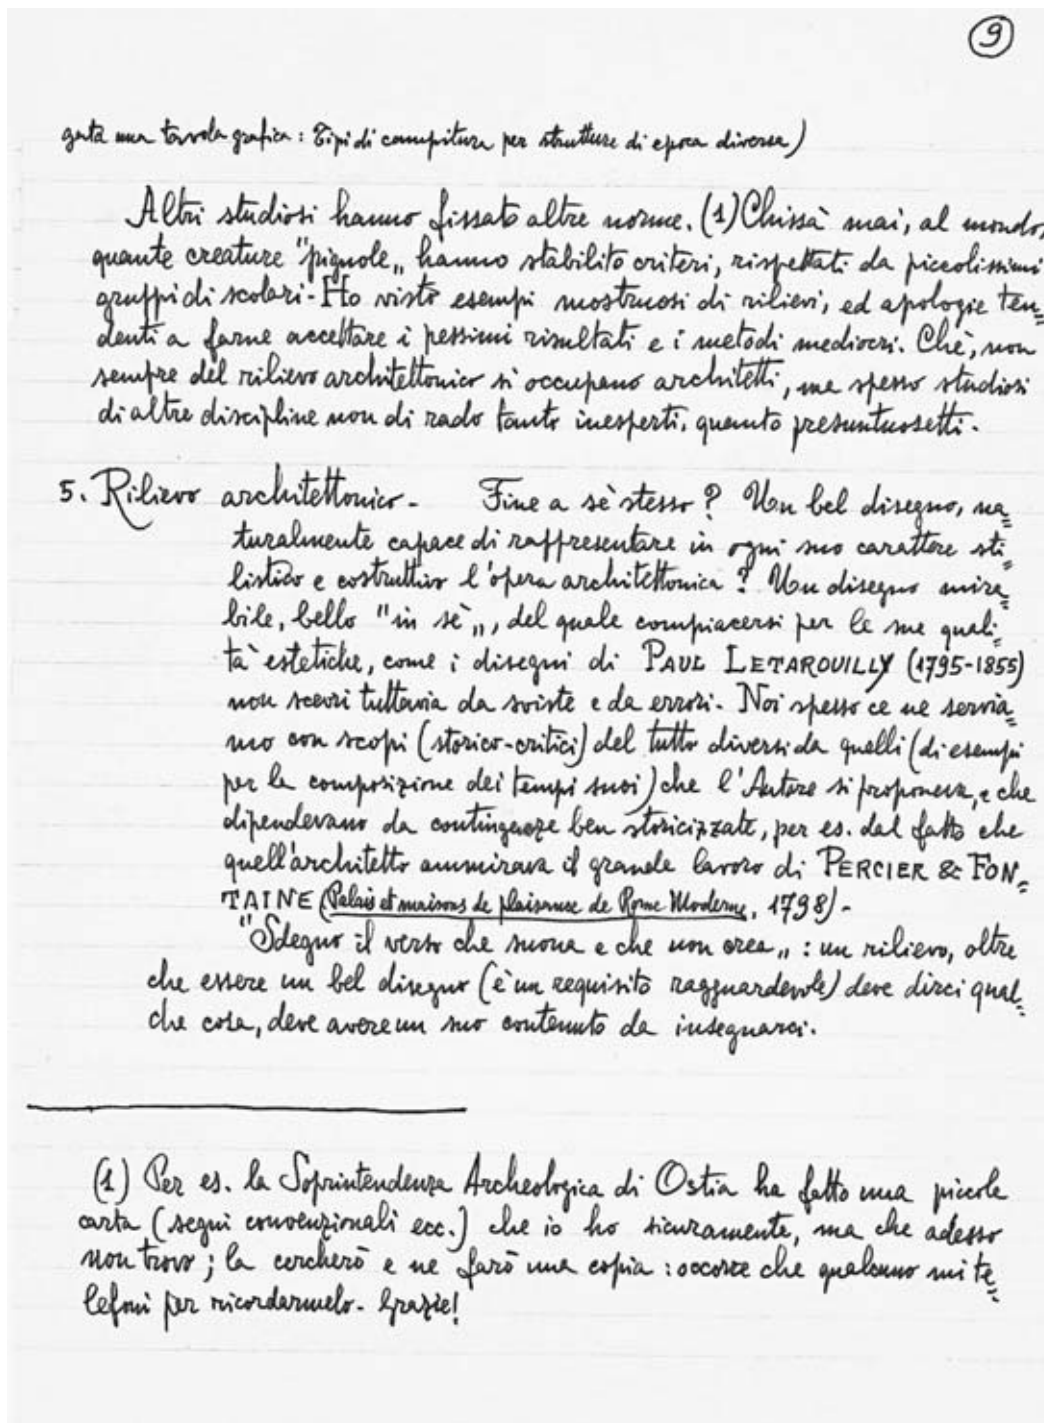 9
gata una tavola grafica: Tipi di campitura per strutture di epoca diversa)
Altri studiosi hanno fissato altre norme. (1) Chissà mai, al mondo,
quante creature "pignole„ hanno stabilito criteri, rispettati da piccolissimi
gruppi di scolari- Ho visto esempi mostruosi di rilievi, ed apologie ten=
denti a farne accettare i pessimi risultati e i metodi mediocri. Chè, non
sempre del rilievo architettonico si occupano architetti, ma spesso studiosi
di altre discipline non di rado tanto inesperti, quanto presuntuosetti-
5. Rilievo architettonico- Fine a sè stesso? Un bel disegno, na=
turalmente capace di raffresentare in ogni suo carattere sti=
listico e costruttivo l'opera architettonica? Un disegno mira=
bile, bello "in sè„, del quale compiacersi per le sue quali=
tà estetiche, come i disegni di PAUL LETAROUILLY (1795-1855)
non scevri tuttavia da sviste e da errori- Noi spesso ce ne servia=
mo con scopi (storico-critici) del tutto diversi da quelli (di esempi
per la composizione dei tempi suoi) che l'Autore si proponeva, e che
dipendevano da contingenze ben storicizzate, per es. dal fatto che
quell'architetto ammirava il grande lavoro di PERCIER & FON=
TAINE (Palais et maisons de plaisanse de Rome Moderne, 1798)-
"Sdegno il verso che suona e che non crea„: un rilievo, oltre
che essere un bel disegno (è un requisito ragguardevole) deve dirci qual=
che cosa, deve avere un suo contenuto da insegnarci.
(1) Per es. la Soprintendenza Archeologica di Ostia ha fatto una piccola
carta (segni convenzionali ecc.) che io ho sicuramente, ma che adesso
non trovo; la cercherò e ne farò una copia: occorre che qualcuno mi te=
lefoni per ricordarmelo- Grazie!